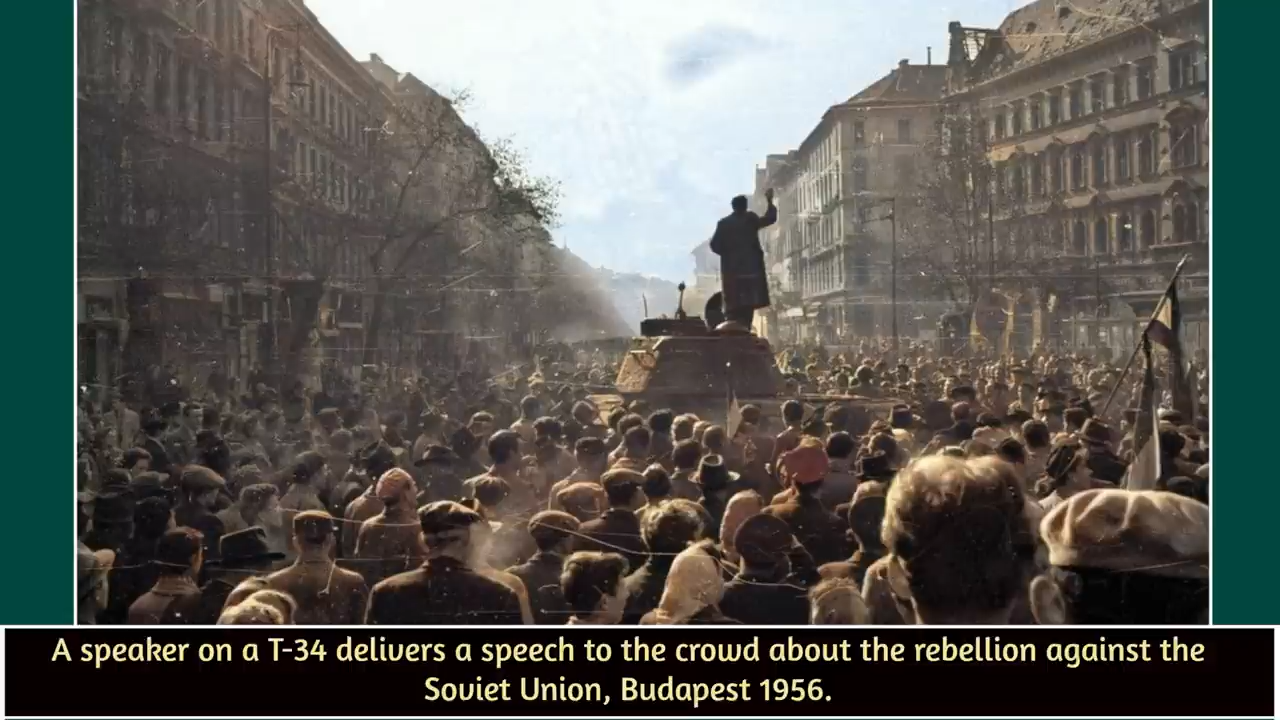 A speaker on a T-34 delivers a speech to the crowd about the rebellion against the
Soviet Union, Budapest 1956.